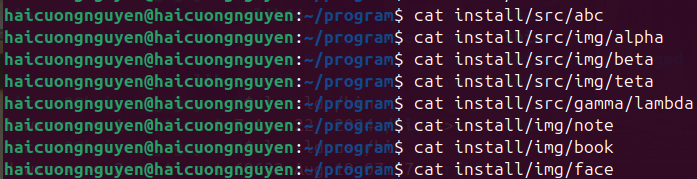 haicuongnguyen@haicuongnguyen:~/program$ cat install/src/abc
haicuongnguyen@haicuongnguyen:~/program$ cat install/src/img/alpha
haicuongnguyen@haicuongnguyen:~/program$ cat install/src/img/beta
haicuongnguyen@haicuongnguyen:~/program$ cat install/src/img/teta
haicuongnguyen@haicuongnguyen:~/program$ cat install/src/gamma/lambda
haicuongnguyen@haicuongnguyen:~/program$ cat install/img/note
haicuongnguyen@haicuongnguyen:~/program$ cat install/img/book
haicuongnguyen@haicuongnguyen:~/program$ cat install/img/face